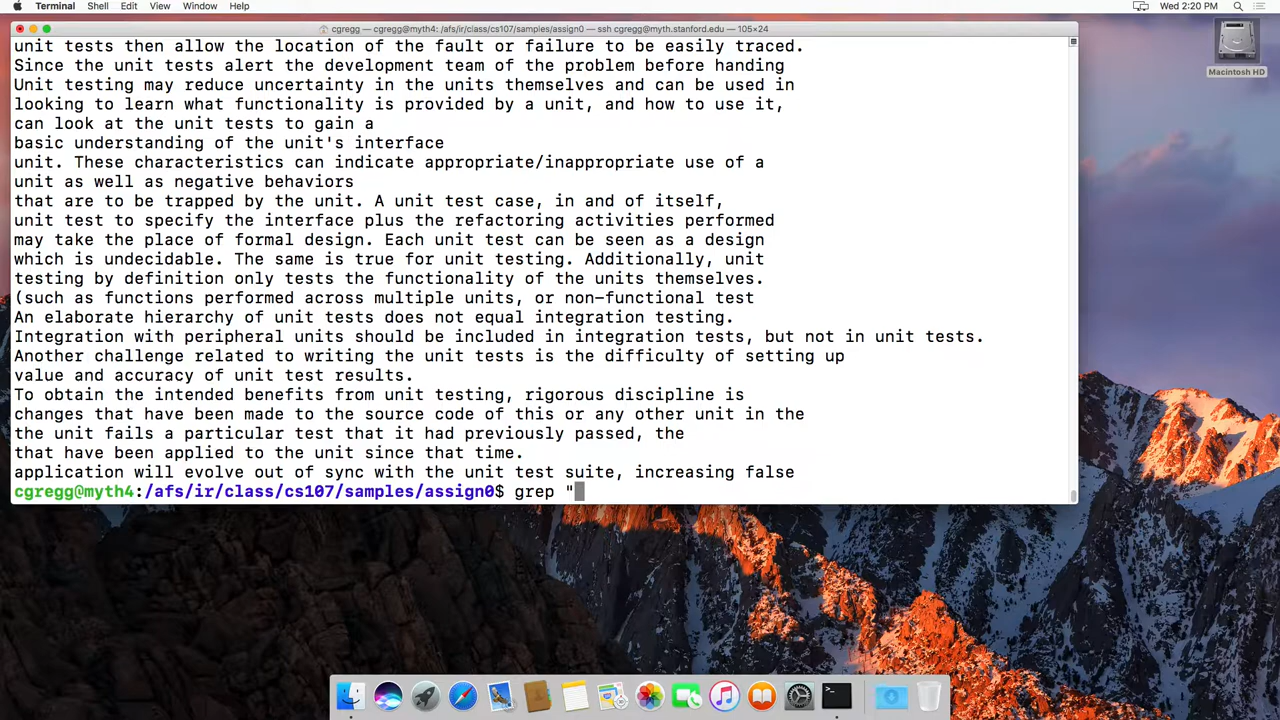 Terminal Shell Edit View Window Help Wed 2:20 PM
cgregg — cgregg@myth4: /afs/ir/class/cs107/samples/assign0 — ssh cgregg@myth.stanford.edu — 105×24
Macintosh HD
unit tests then allow the location of the fault or failure to be easily traced.
Since the unit tests alert the development team of the problem before handing
Unit testing may reduce uncertainty in the units themselves and can be used in
looking to learn what functionality is provided by a unit, and how to use it,
can look at the unit tests to gain a
basic understanding of the unit's interface
unit. These characteristics can indicate appropriate/inappropriate use of a
unit as well as negative behaviors
that are to be trapped by the unit. A unit test case, in and of itself,
unit test to specify the interface plus the refactoring activities performed
may take the place of formal design. Each unit test can be seen as a design
which is undecidable. The same is true for unit testing. Additionally, unit
testing by definition only tests the functionality of the units themselves.
(such as functions performed across multiple units, or non-functional test
An elaborate hierarchy of unit tests does not equal integration testing.
Integration with peripheral units should be included in integration tests, but not in unit tests.
Another challenge related to writing the unit tests is the difficulty of setting up
value and accuracy of unit test results.
To obtain the intended benefits from unit testing, rigorous discipline is
changes that have been made to the source code of this or any other unit in the
the unit fails a particular test that it had previously passed, the
that have been applied to the unit since that time.
application will evolve out of sync with the unit test suite, increasing false
cgregg@myth4:/afs/ir/class/cs107/samples/assign0$ grep "